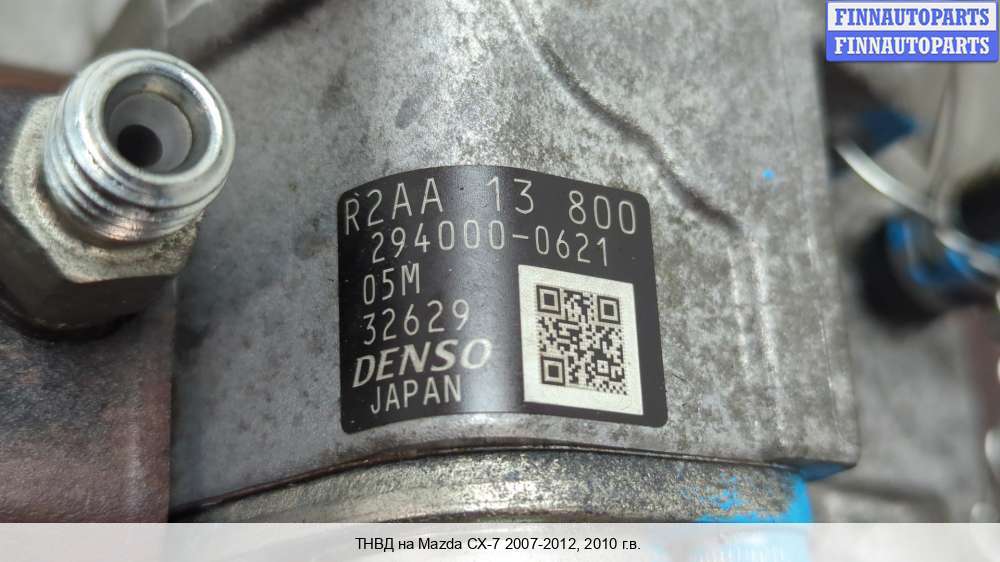 FINNAUTOPARTS
FINNAUTOPARTS
R2AA 13 800
294000-0621
05M
32629
DENSO
JAPAN
ТНВД на Mazda CX-7 2007-2012, 2010 г.в.